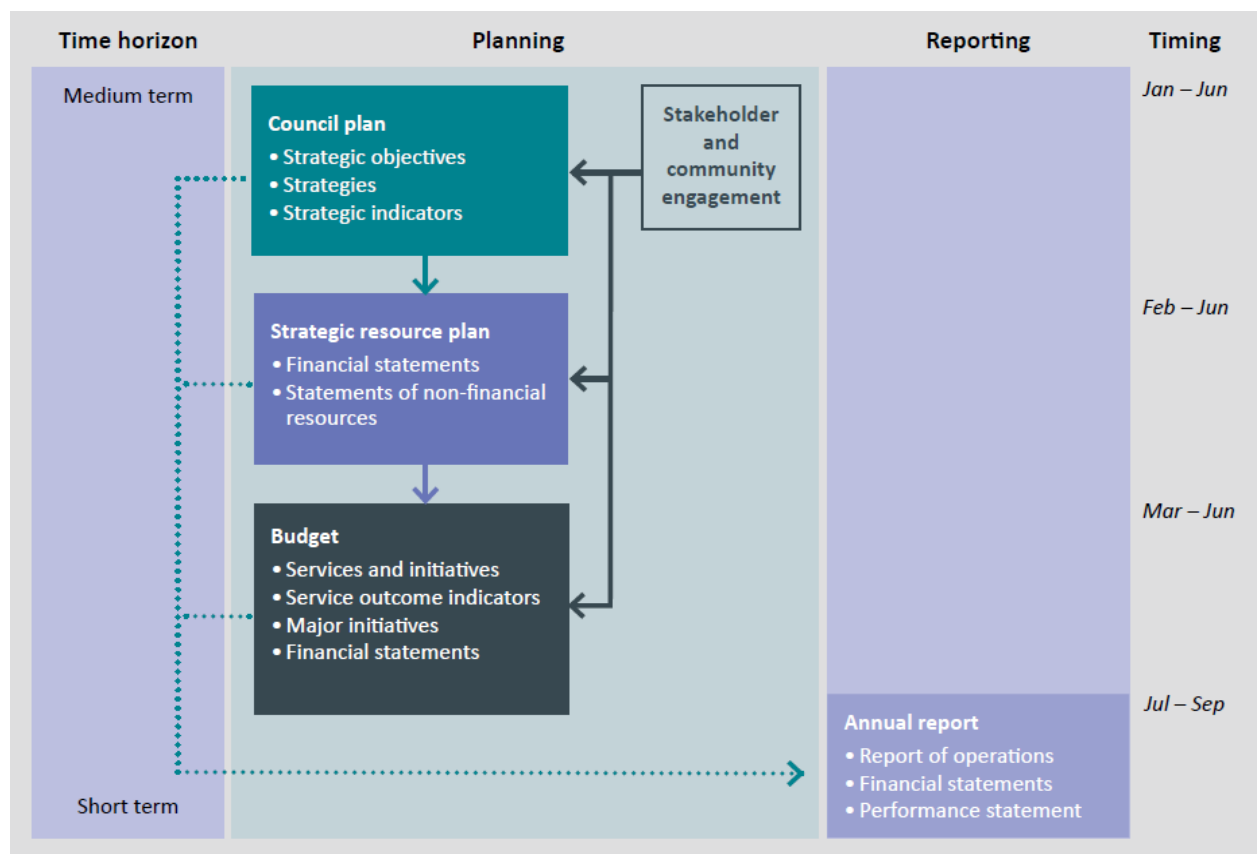 Time horizon
Planning
Reporting
Timing
Medium term
Jan – Jun
Council plan
• Strategic objectives
• Strategies
• Strategic indicators
Stakeholder
and
community
engagement
Feb – Jun
Strategic resource plan
• Financial statements
• Statements of non-financial
resources
Mar – Jun
Budget
• Services and initiatives
• Service outcome indicators
• Major initiatives
• Financial statements
Jul – Sep
Annual report
• Report of operations
• Financial statements
• Performance statement
Short term